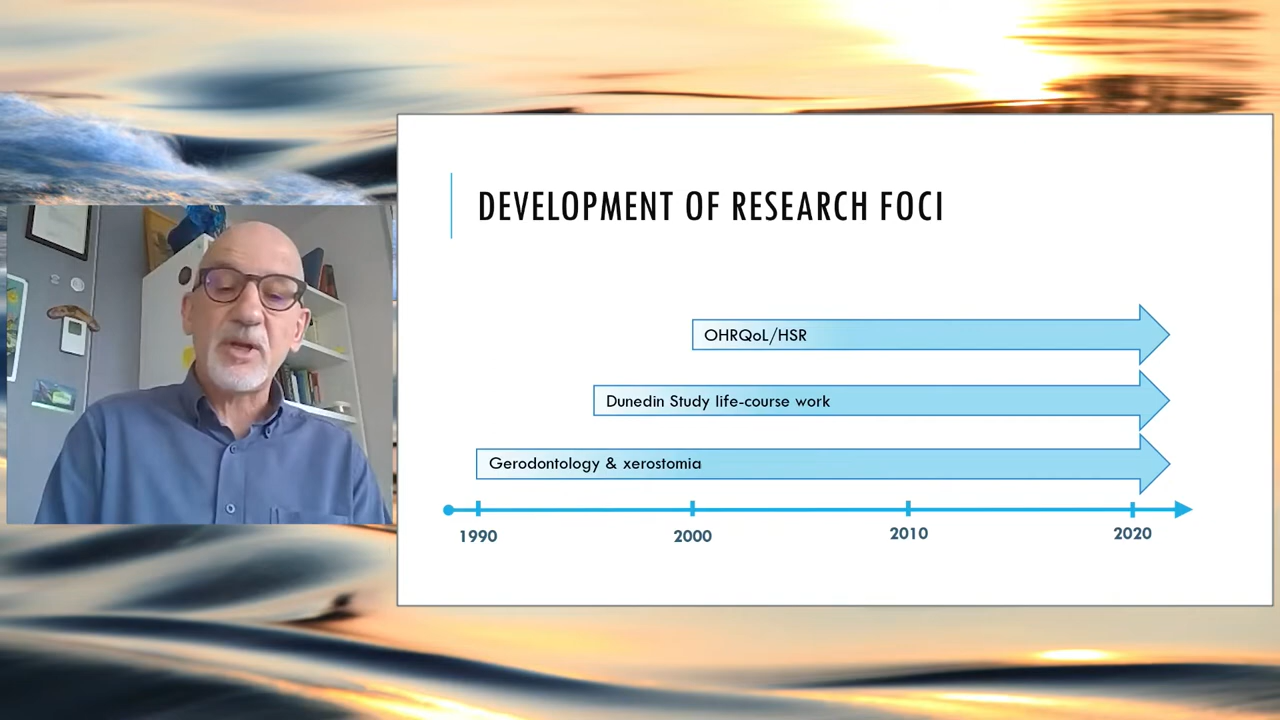 DEVELOPMENT OF RESEARCH FOCI
OHRQoL/HSR
Dunedin Study life-course work
Gerodontology & xerostomia
1990
2000
2010
2020